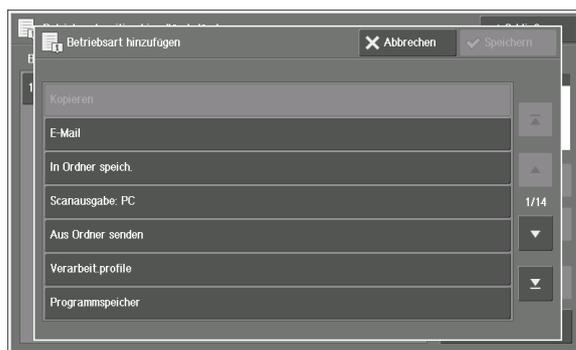 Betriebsart hinzufügen
Abbrechen
Speichern
Kopieren
E-Mail
In Ordner speich.
Scanausgabe: PC
1/14
Aus Ordner senden
Verarbeit.profile
Programmspeicher